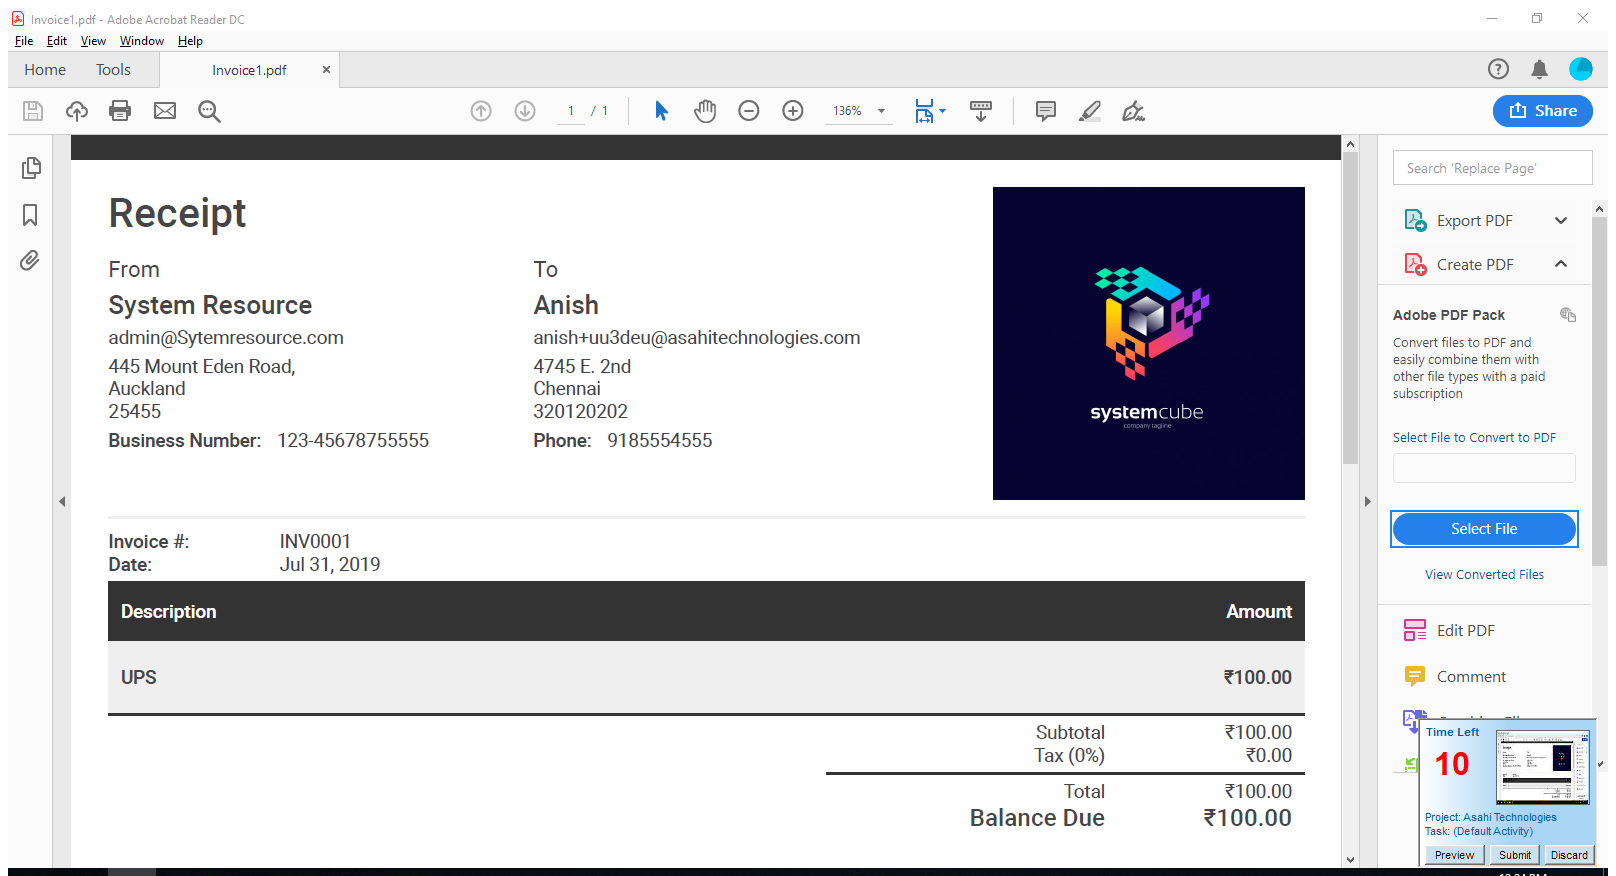 Invoice1.pdf - Adobe Acrobat Reader DC
File Edit View Window Help
Home Tools Invoice1.pdf ×
1 / 1 136% Share
Search 'Replace Page'
Export PDF
Create PDF
Adobe PDF Pack
Convert files to PDF and
easily combine them with
other file types with a paid
subscription
Select File to Convert to PDF
Select File
View Converted Files
Edit PDF
Comment
Receipt
From
System Resource
admin@Sytemresource.com
445 Mount Eden Road,
Auckland
25455
Business Number: 123-45678755555
To
Anish
anish+uu3deu@asahitechnologies.com
4745 E. 2nd
Chennai
320120202
Phone: 9185554555
systemcube
company tagline
Invoice #: INV0001
Date: Jul 31, 2019
Description Amount
UPS ₹100.00
Subtotal ₹100.00
Tax (0%) ₹0.00
Total ₹100.00
Balance Due ₹100.00
Time Left
10
Project: Asahi Technologies
Task: (Default Activity)
Preview Submit Discard